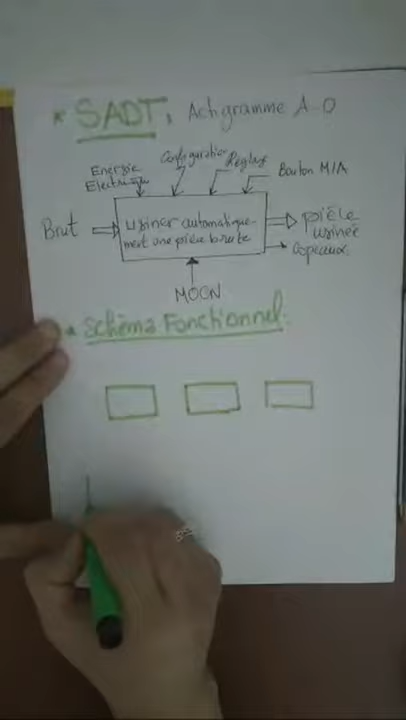 * SADT, Actigramme A-0
Energie
Electrique
Configuration
Réglage
Bouton M/A
Brut
usiner automatique-
ment une pièce brute
pièce
usinée
copeaux.
MOCN
* Schéma Fonctionnel: